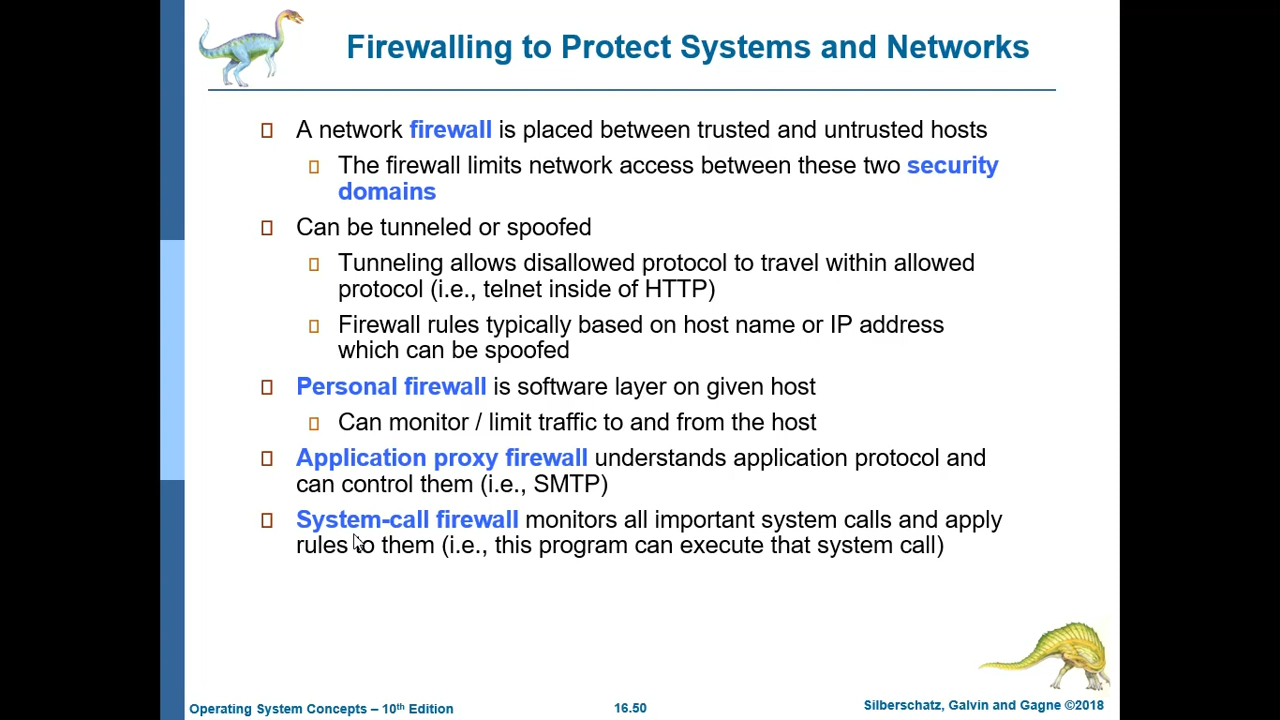 Firewalling to Protect Systems and Networks
A network firewall is placed between trusted and untrusted hosts
The firewall limits network access between these two security
domains
Can be tunneled or spoofed
Tunneling allows disallowed protocol to travel within allowed
protocol (i.e., telnet inside of HTTP)
Firewall rules typically based on host name or IP address
which can be spoofed
Personal firewall is software layer on given host
Can monitor / limit traffic to and from the host
Application proxy firewall understands application protocol and
can control them (i.e., SMTP)
System-call firewall monitors all important system calls and apply
rules to them (i.e., this program can execute that system call)
Operating System Concepts – 10th Edition
16.50
Silberschatz, Galvin and Gagne ©2018